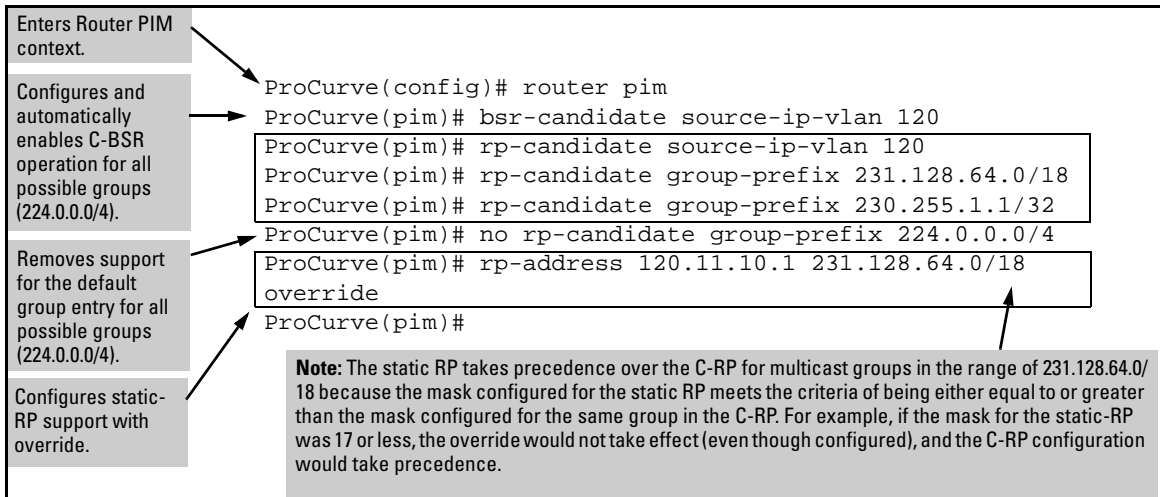 Enters Router PIM
context.
Configures and
automatically
enables C-BSR
operation for all
possible groups
(224.0.0.0/4).
Removes support
for the default
group entry for all
possible groups
(224.0.0.0/4).
Configures static-
RP support with
override.
ProCurve(config)# router pim
ProCurve(pim)# bsr-candidate source-ip-vlan 120
ProCurve(pim)# rp-candidate source-ip-vlan 120
ProCurve(pim)# rp-candidate group-prefix 231.128.64.0/18
ProCurve(pim)# rp-candidate group-prefix 230.255.1.1/32
ProCurve(pim)# no rp-candidate group-prefix 224.0.0.0/4
ProCurve(pim)# rp-address 120.11.10.1 231.128.64.0/18
override
ProCurve(pim)#
Note: The static RP takes precedence over the C-RP for multicast groups in the range of 231.128.64.0/
18 because the mask configured for the static RP meets the criteria of being either equal to or greater
than the mask configured for the same group in the C-RP. For example, if the mask for the static-RP
was 17 or less, the override would not take effect (even though configured), and the C-RP configuration
would take precedence.